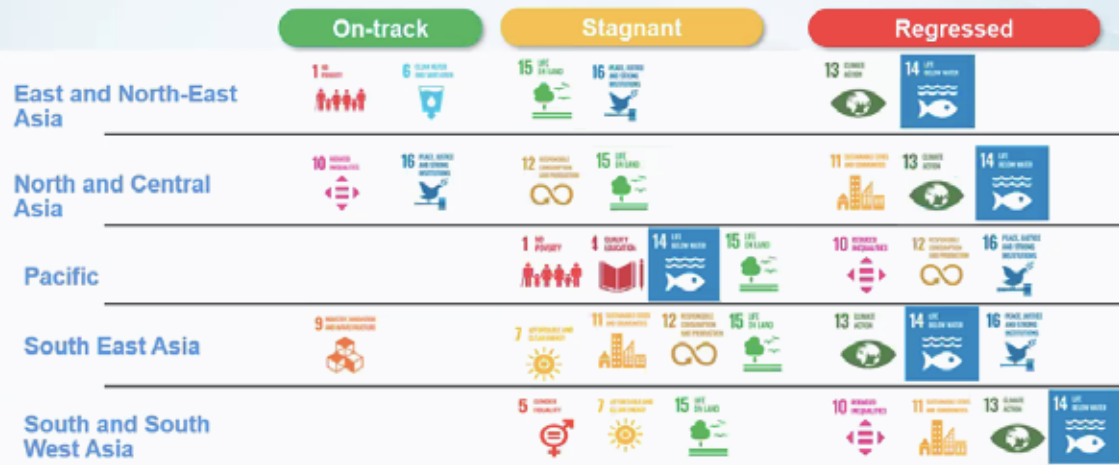 On-track Stagnant Regressed
East and North-East
Asia
1 NO
POVERTY
6 CLEAN WATER
AND SANITATION
15 LIFE
ON LAND
16 PEACE, JUSTICE
AND STRONG
INSTITUTIONS
13 CLIMATE
ACTION
14 LIFE
BELOW WATER
North and Central
Asia
10 REDUCED
INEQUALITIES
16 PEACE, JUSTICE
AND STRONG
INSTITUTIONS
12 RESPONSIBLE
CONSUMPTION
AND PRODUCTION
15 LIFE
ON LAND
11 SUSTAINABLE CITIES
AND COMMUNITIES
13 CLIMATE
ACTION
14 LIFE
BELOW WATER
Pacific
1 NO
POVERTY
4 QUALITY
EDUCATION
14 LIFE
BELOW WATER
15 LIFE
ON LAND
10 REDUCED
INEQUALITIES
12 RESPONSIBLE
CONSUMPTION
AND PRODUCTION
16 PEACE, JUSTICE
AND STRONG
INSTITUTIONS
South East Asia
9 INDUSTRY, INNOVATION
AND INFRASTRUCTURE
7 AFFORDABLE AND
CLEAN ENERGY
11 SUSTAINABLE CITIES
AND COMMUNITIES
12 RESPONSIBLE
CONSUMPTION
AND PRODUCTION
15 LIFE
ON LAND
13 CLIMATE
ACTION
14 LIFE
BELOW WATER
16 PEACE, JUSTICE
AND STRONG
INSTITUTIONS
South and South
West Asia
5 GENDER
EQUALITY
7 AFFORDABLE AND
CLEAN ENERGY
15 LIFE
ON LAND
10 REDUCED
INEQUALITIES
11 SUSTAINABLE CITIES
AND COMMUNITIES
13 CLIMATE
ACTION
14 LIFE
BELOW WATER